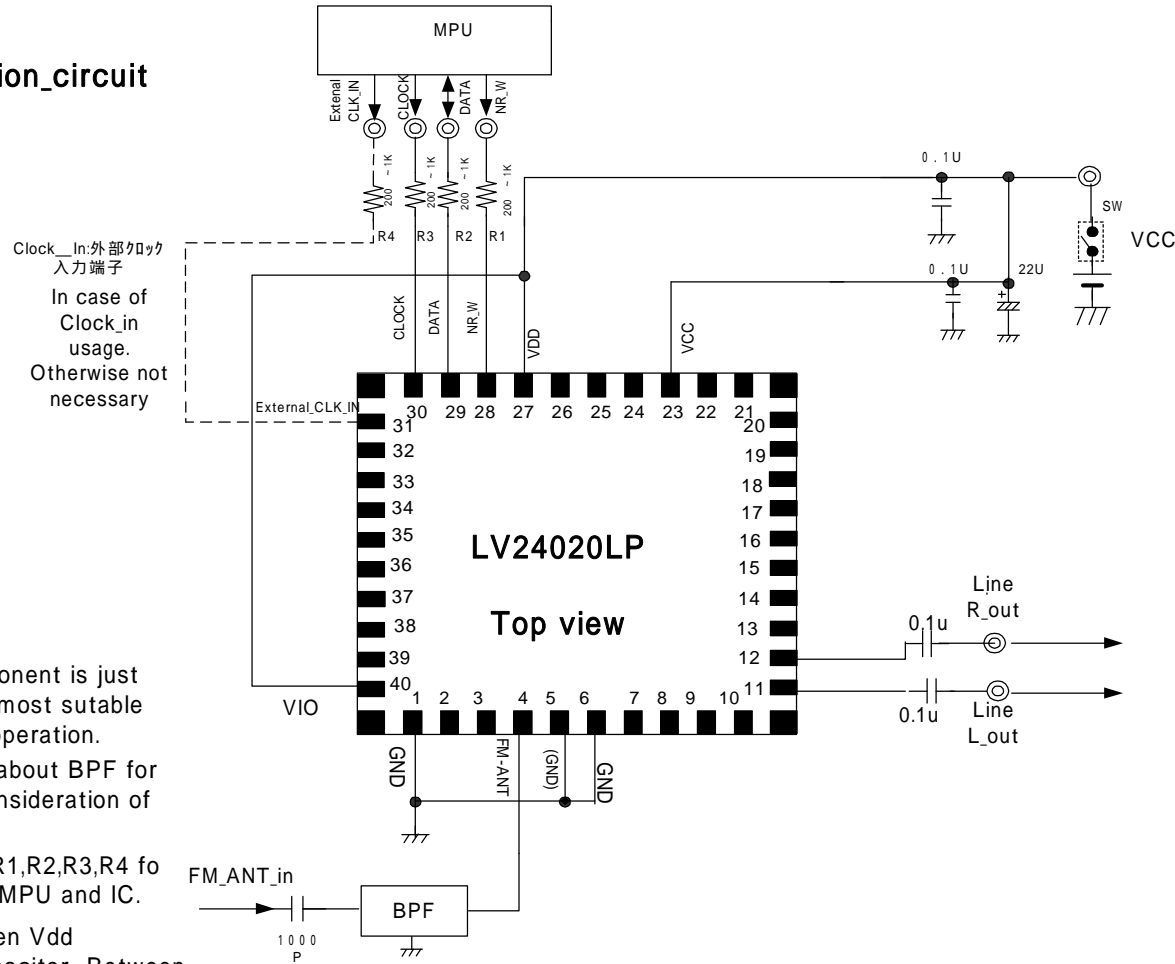 ion_circuit
MPU
Extenal
CLK_IN
CLOCK
DATA
NR_W
200 ~1K
200 ~1K
200 ~1K
200 ~1K
R4
R3
R2
R1
0.1U
SW
VCC
0.1U
22U
+
Clock__In:外部クロック
入力端子
In case of
Clock_in
usage.
Otherwise not
necessary
CLOCK
DATA
NR_W
VDD
VCC
External_CLK_IN
30 29 28 27 26 25 24 23 22 21
31
32
33
34
35
36
37
38
39
40
20
19
18
17
16
15
14
13
12
11
LV24020LP
Top view
1 2 3 4 5 6 7 8 9 10
VIO
GND
FM-ANT
(GND)
GND
0.1u
Line
R_out
0.1u
Line
L_out
ponent is just
most sutable
operation.
about BPF for
nsideration of
R1,R2,R3,R4 fo
MPU and IC.
en Vdd
FM_ANT_in
1000
P
BPF